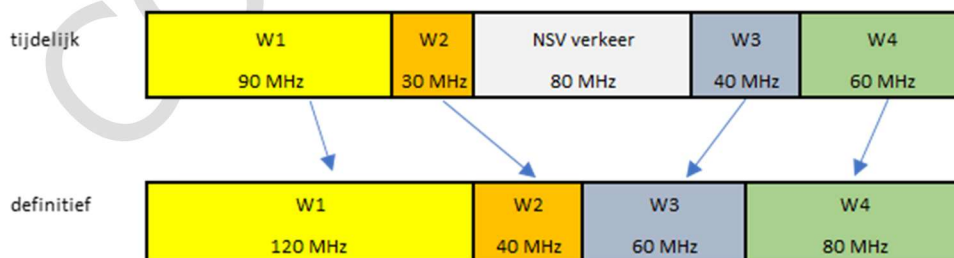 tijdelijk
W1 W2 NSV verkeer W3 W4
90 MHz 30 MHz 80 MHz 40 MHz 60 MHz
definitief
W1 W2 W3 W4
120 MHz 40 MHz 60 MHz 80 MHz